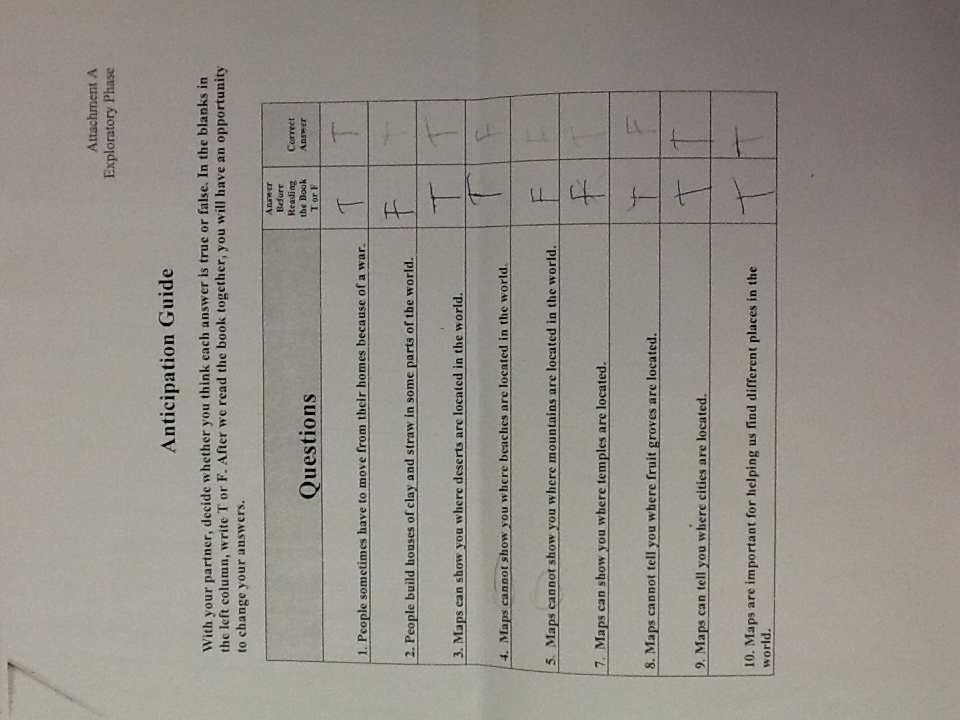 Attachment A
Exploratory Phase
Anticipation Guide
With your partner, decide whether you think each answer is true or false. In the blanks in
the left column, write T or F. After we read the book together, you will have an opportunity
to change your answers.
Questions
Answer
Before
Reading
the Book
T or F
Correct
Answer
1. People sometimes have to move from their homes because of a war. T T
2. People build houses of clay and straw in some parts of the world. F T
3. Maps can show you where deserts are located in the world. T T
4. Maps cannot show you where beaches are located in the world. T F
5. Maps cannot show you where mountains are located in the world. F F
7. Maps can show you where temples are located. F T
8. Maps cannot tell you where fruit groves are located. T F
9. Maps can tell you where cities are located. T T
10. Maps are important for helping us find different places in the T T
world.